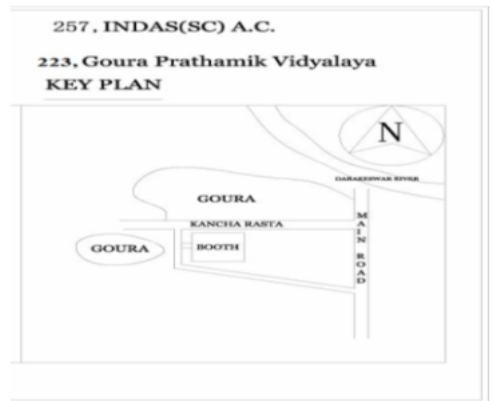 257, INDAS(SC) A.C.
223, Goura Prathamik Vidyalaya
KEY PLAN
N
DARAKESWAR RIVER
GOURA
KANCHA RASTA
MAIN ROAD
GOURA
BOOTH